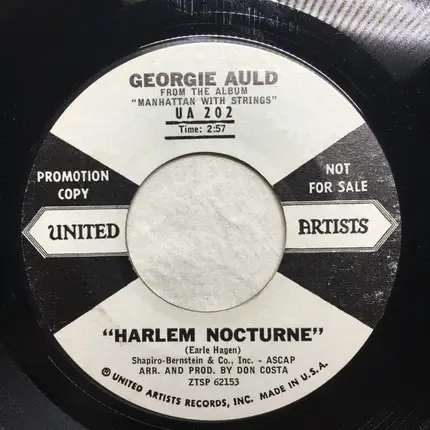 GEORGIE AULD
FROM THE ALBUM
"MANHATTAN WITH STRINGS"
UA 202
Time: 2:57
PROMOTION
COPY
NOT
FOR SALE
UNITED
ARTISTS
"HARLEM NOCTURNE"
(Earle Hagen)
Shapiro-Bernstein & Co., Inc. - ASCAP
ARR. AND PROD. BY DON COSTA
ZTSP 62153
© UNITED ARTISTS RECORDS, INC. MADE IN U.S.A.